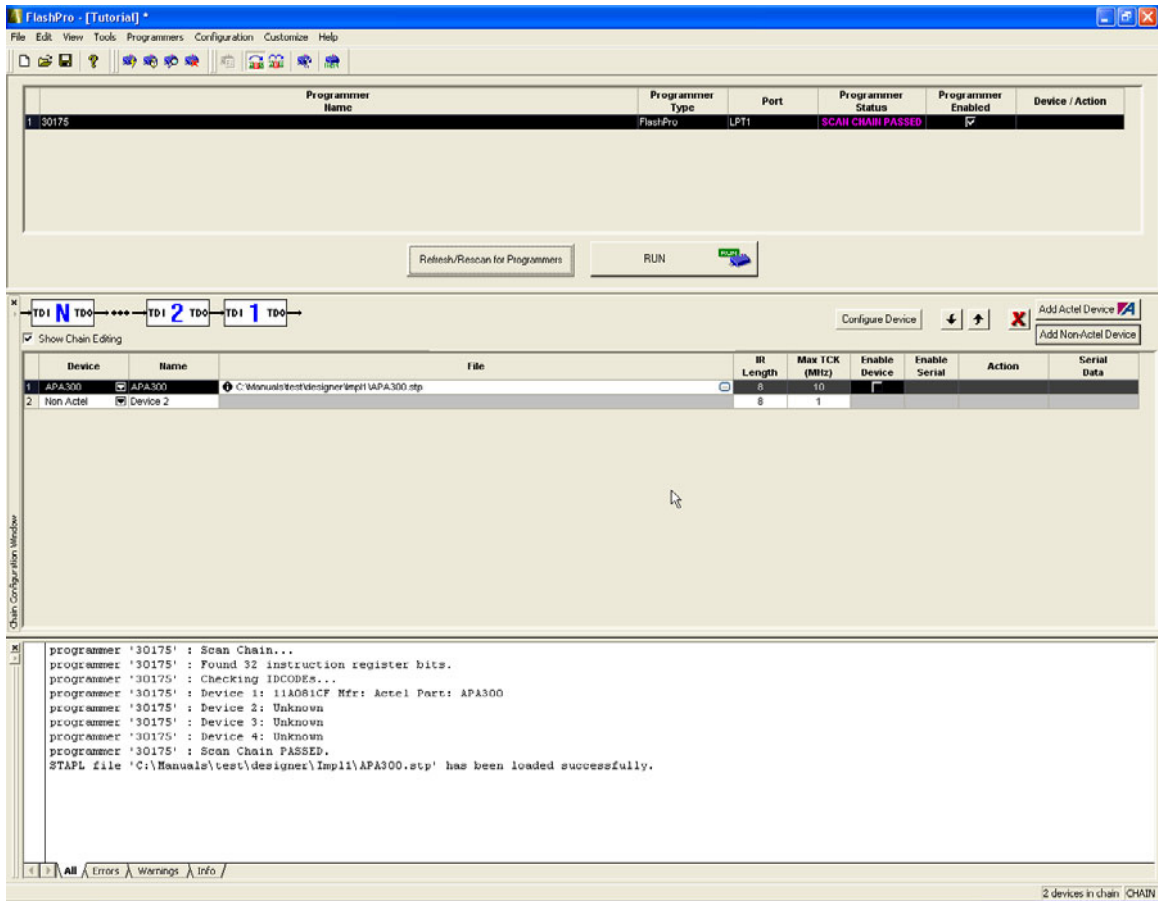 FlashPro - [Tutorial] *
File Edit View Tools Programmers Configuration Customize Help
Programmer Name Programmer Type Port Programmer Status Programmer Enabled Device / Action
1 30175 FlashPro LPT1 SCAN CHAIN PASSED
Refresh/Rescan for Programmers RUN RUN
TDI N TDO TDI 2 TDO TDI 1 TDO
Configure Device Add Actel Device
Show Chain Editing Add Non-Actel Device
Device Name File IR Length Max TCK (MHz) Enable Device Enable Serial Action Serial Data
1 APA300 APA300 C:\Manuals\test\designer\Impl1\APA300.stp 8 10
2 Non Actel Device 2 8 1
Chain Configuration Window
programmer '30175' : Scan Chain...
programmer '30175' : Found 32 instruction register bits.
programmer '30175' : Checking IDCODEs...
programmer '30175' : Device 1: 11A081CF Mfr: Actel Part: APA300
programmer '30175' : Device 2: Unknown
programmer '30175' : Device 3: Unknown
programmer '30175' : Device 4: Unknown
programmer '30175' : Scan Chain PASSED.
STAPL file 'C:\Manuals\test\designer\Impl1\APA300.stp' has been loaded successfully.
All Errors Warnings Info
2 devices in chain CHAIN